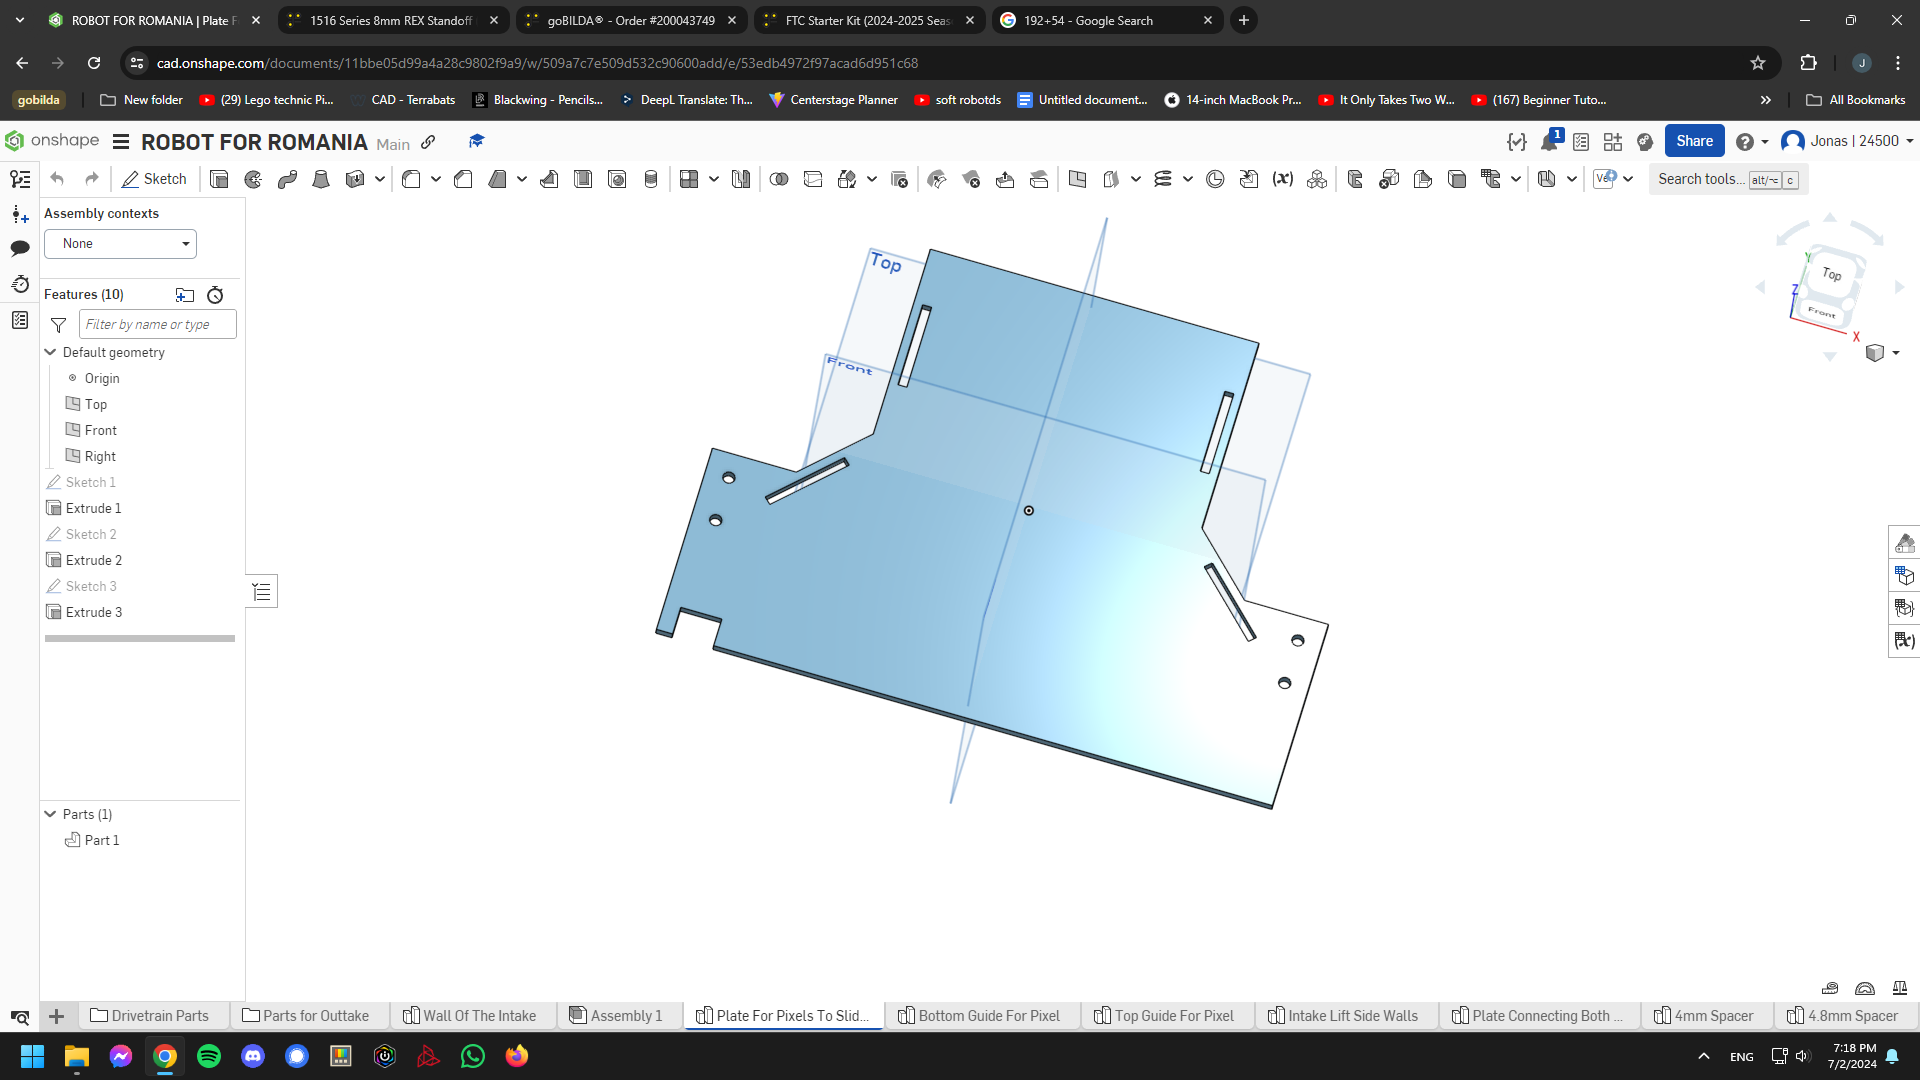 ROBOT FOR ROMANIA | Plate F
1516 Series 8mm REX Standoff
goBILDA® - Order #200043749
FTC Starter Kit (2024-2025 Seas
192+54 - Google Search
cad.onshape.com/documents/11bbe05d99a4a28c9802f9a9/w/509a7c7e509d532c90600add/e/53edb4972f97acad6d951c68
J
gobilda
New folder
(29) Lego technic Pi...
CAD - Terrabats
Blackwing - Pencils...
DeepL Translate: Th...
Centerstage Planner
soft robotds
Untitled document...
14-inch MacBook Pr...
It Only Takes Two W...
(167) Beginner Tuto...
All Bookmarks
onshape
ROBOT FOR ROMANIA Main
1
Share
Jonas | 24500
Sketch
Search tools... alt/⌥ c
Assembly contexts
None
Features (10)
Filter by name or type
Default geometry
Origin
Top
Front
Right
Sketch 1
Extrude 1
Sketch 2
Extrude 2
Sketch 3
Extrude 3
Parts (1)
Part 1
Top
Front
Top
Front
Y
Z
X
Drivetrain Parts
Parts for Outtake
Wall Of The Intake
Assembly 1
Plate For Pixels To Slid...
Bottom Guide For Pixel
Top Guide For Pixel
Intake Lift Side Walls
Plate Connecting Both ...
4mm Spacer
4.8mm Spacer
ENG
7:18 PM
7/2/2024